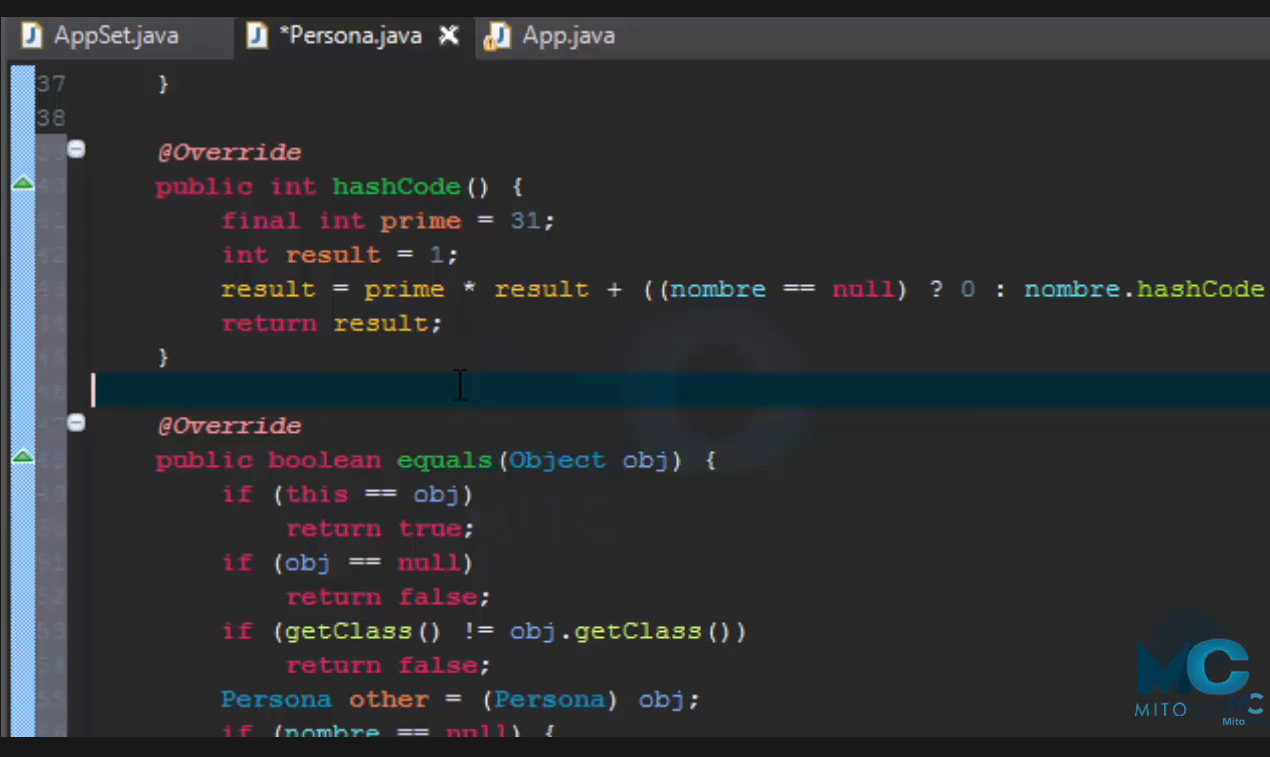 AppSet.java *Persona.java App.java
37 }
38
@Override
public int hashCode() {
final int prime = 31;
int result = 1;
result = prime * result + ((nombre == null) ? 0 : nombre.hashCode
return result;
}
@Override
public boolean equals(Object obj) {
if (this == obj)
return true;
if (obj == null)
return false;
if (getClass() != obj.getClass())
return false;
Persona other = (Persona) obj;
if (nombre == null) {
MC
MITO
Mito